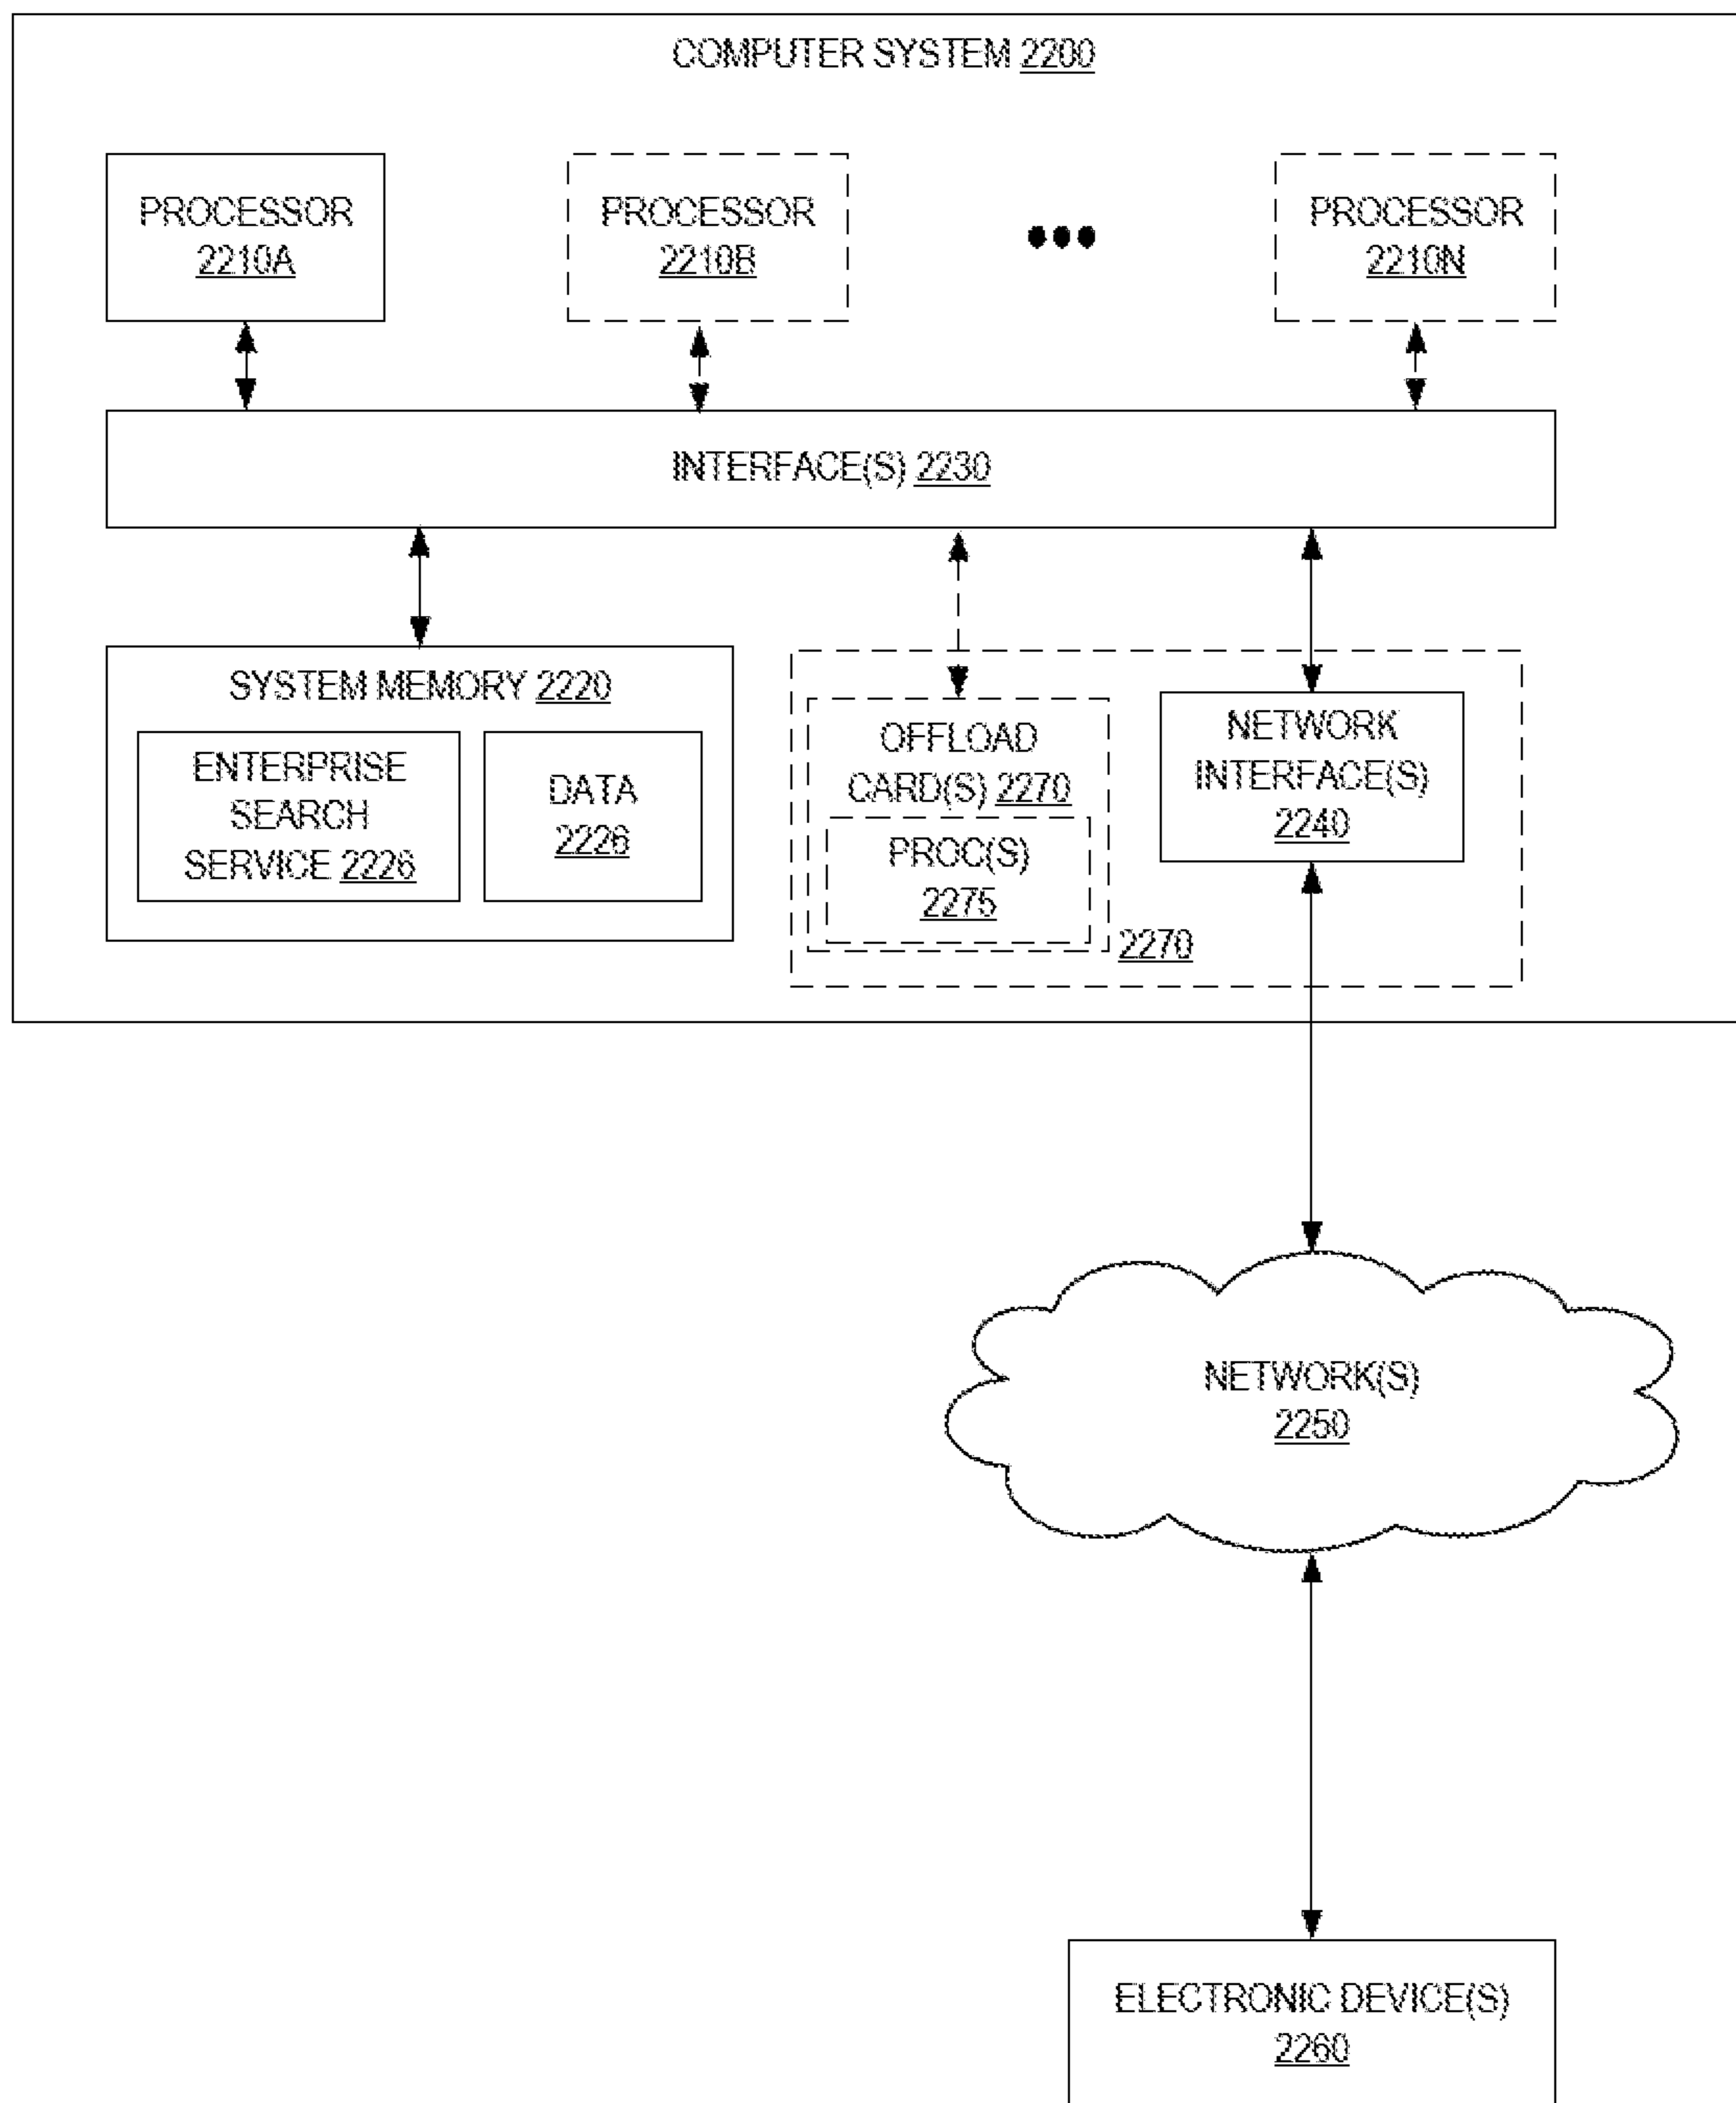 COMPUTER SYSTEM 2200
PROCESSOR
2210A
PROCESSOR
2210B
PROCESSOR
2210N
INTERFACE(S) 2230
SYSTEM MEMORY 2220
ENTERPRISE
SEARCH
SERVICE 2226
DATA
2226
OFFLOAD
CARD(S) 2270
PROC(S)
2275
2270
NETWORK
INTERFACE(S)
2240
NETWORK(S)
2250
ELECTRONIC DEVICE(S)
2260